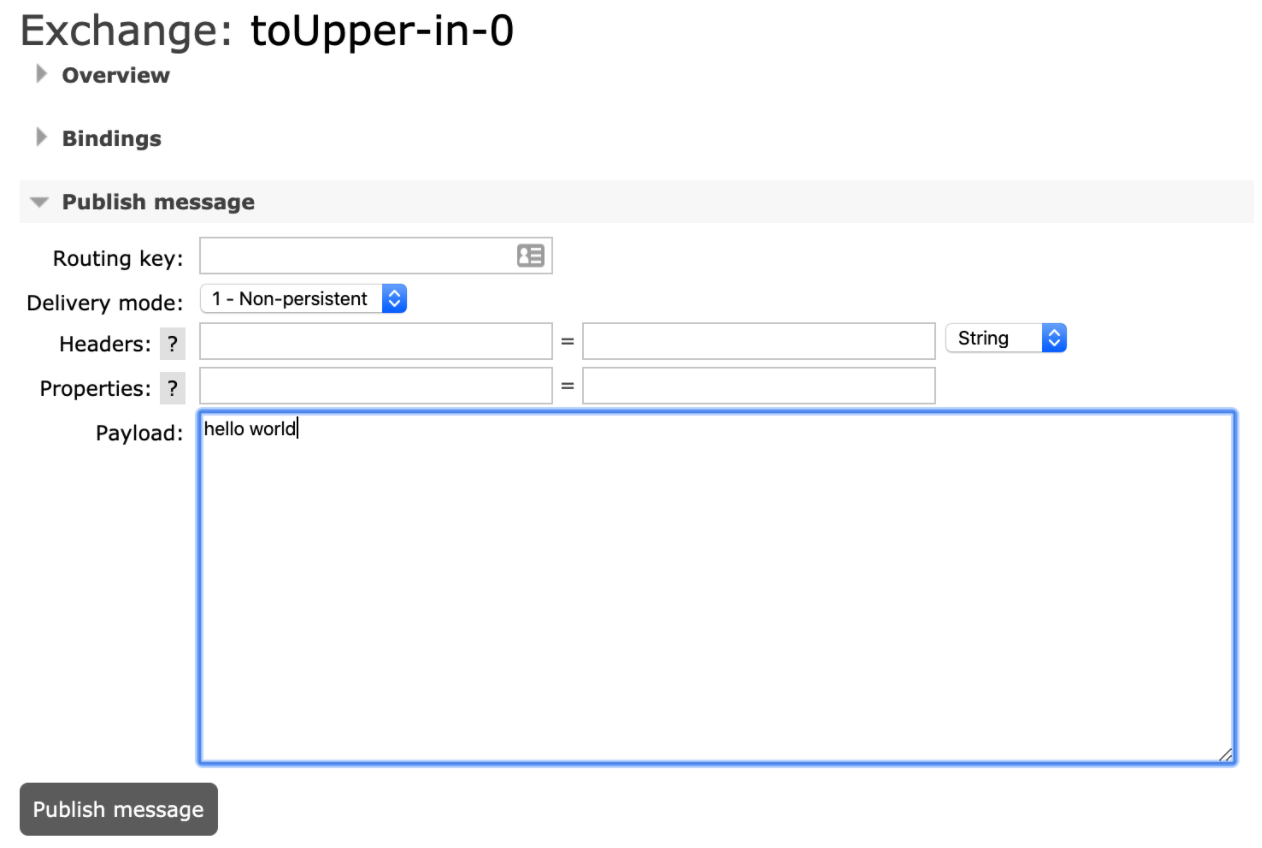 Exchange: toUpper-in-0
Overview
Bindings
Publish message
Routing key:
Delivery mode: 1 - Non-persistent
Headers: ? = String
Properties: ? =
Payload: hello world
Publish message